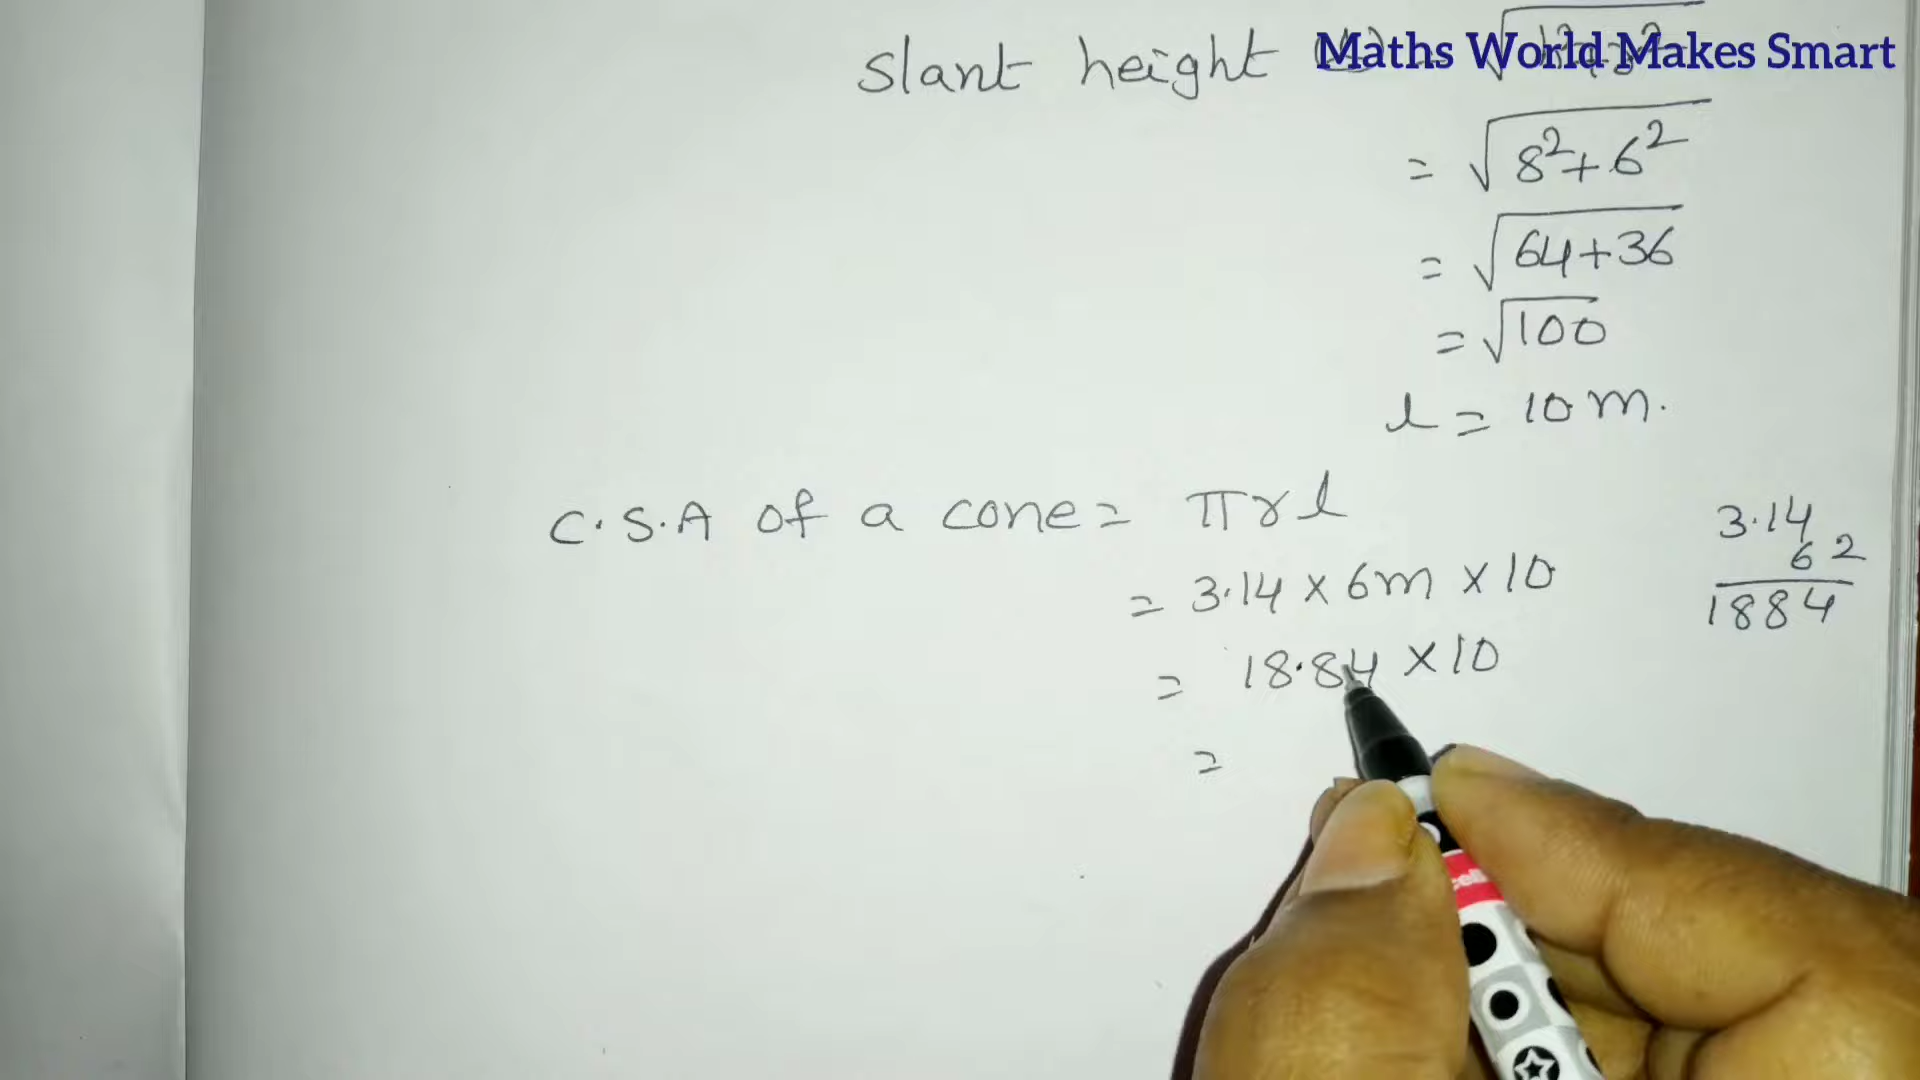 Maths World Makes Smart
slant height
= √8²+6²
= √64+36
= √100
l = 10 m.
C.S.A of a cone = πrl
= 3.14 × 6m × 10
= 18.84 × 10
=
3.14
6 2
1884